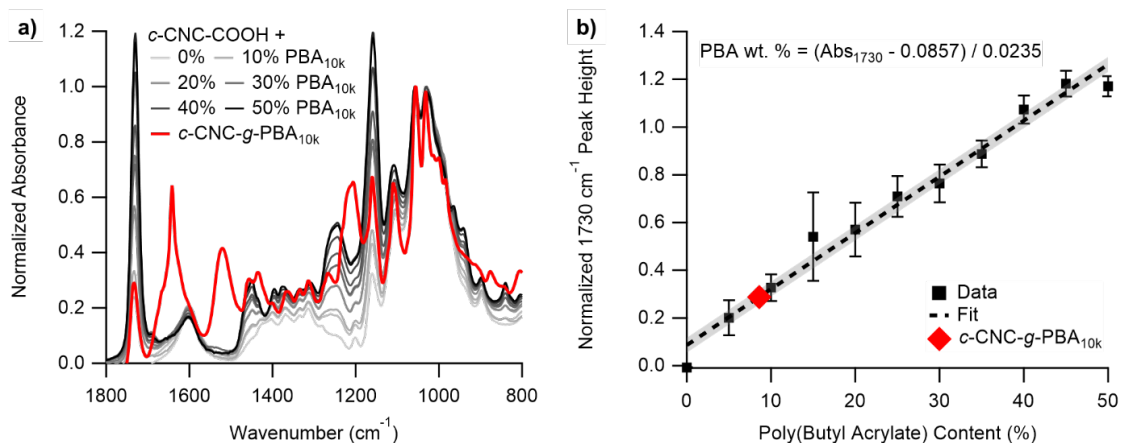 a)
c-CNC-COOH +
0% 10% PBA10k
20% 30% PBA10k
40% 50% PBA10k
c-CNC-g-PBA10k
Normalized Absorbance
1.2
1.0
0.8
0.6
0.4
0.2
0.0
1800 1600 1400 1200 1000 800
Wavenumber (cm-1)
b)
PBA wt. % = (Abs1730 - 0.0857) / 0.0235
Normalized 1730 cm-1 Peak Height
1.4
1.2
1.0
0.8
0.6
0.4
0.2
0.0
Data
Fit
c-CNC-g-PBA10k
0 10 20 30 40 50
Poly(Butyl Acrylate) Content (%)